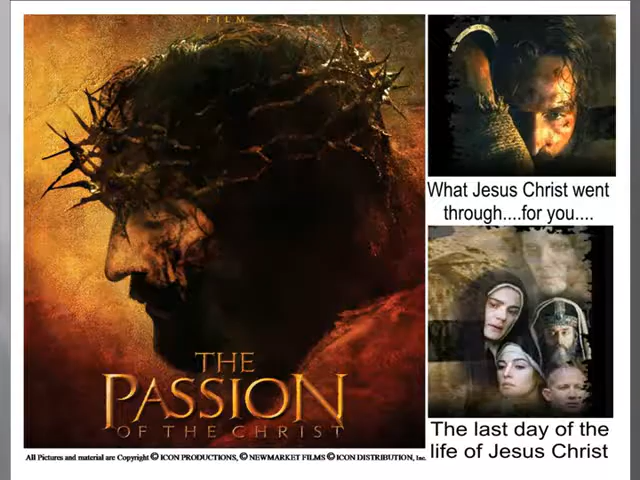 FILM
THE
PASSION
OF THE CHRIST
What Jesus Christ went
through....for you....
The last day of the
life of Jesus Christ
All Pictures and material are Copyright © ICON PRODUCTIONS, © NEWMARKET FILMS © ICON DISTRIBUTION, Inc.